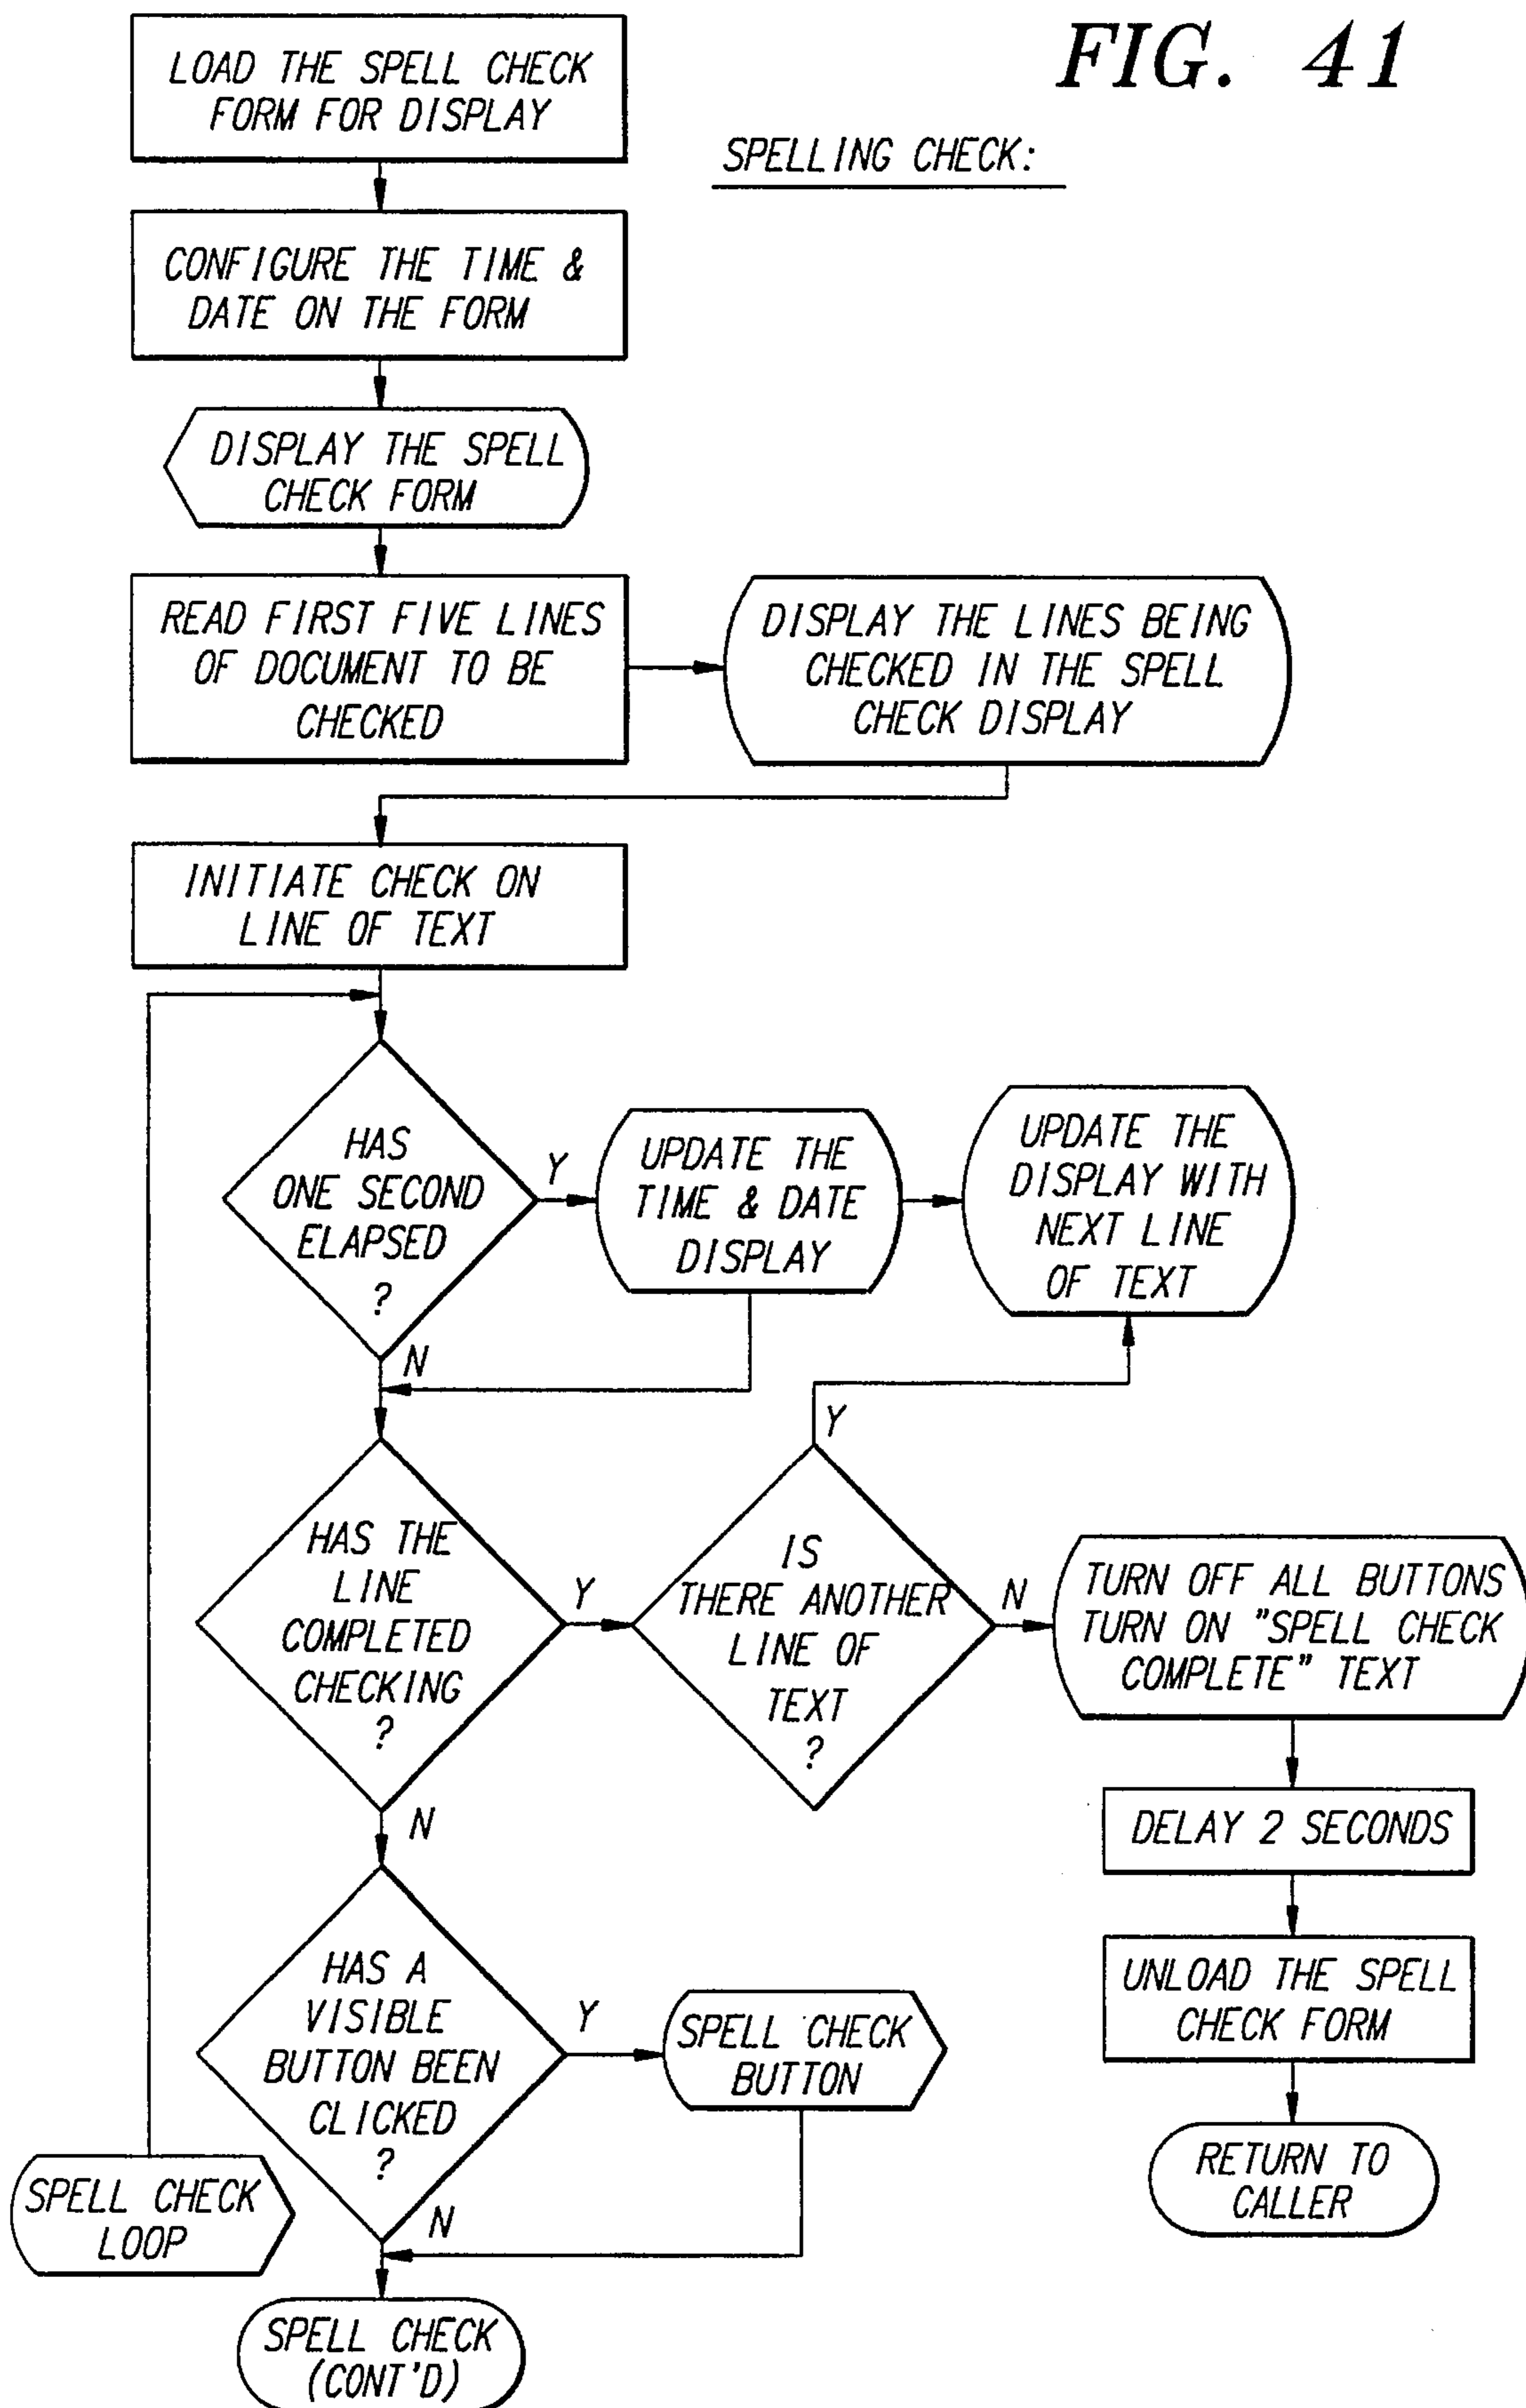 FIG. 41
SPELLING CHECK:
LOAD THE SPELL CHECK
FORM FOR DISPLAY
CONFIGURE THE TIME &
DATE ON THE FORM
DISPLAY THE SPELL
CHECK FORM
READ FIRST FIVE LINES
OF DOCUMENT TO BE
CHECKED
DISPLAY THE LINES BEING
CHECKED IN THE SPELL
CHECK DISPLAY
INITIATE CHECK ON
LINE OF TEXT
HAS
ONE SECOND
ELAPSED
?
Y
N
UPDATE THE
TIME & DATE
DISPLAY
UPDATE THE
DISPLAY WITH
NEXT LINE
OF TEXT
HAS THE
LINE
COMPLETED
CHECKING
?
Y
N
IS
THERE ANOTHER
LINE OF
TEXT
?
Y
N
TURN OFF ALL BUTTONS
TURN ON "SPELL CHECK
COMPLETE" TEXT
DELAY 2 SECONDS
UNLOAD THE SPELL
CHECK FORM
RETURN TO
CALLER
HAS A
VISIBLE
BUTTON BEEN
CLICKED
?
Y
N
SPELL CHECK
BUTTON
SPELL CHECK
LOOP
SPELL CHECK
(CONT'D)